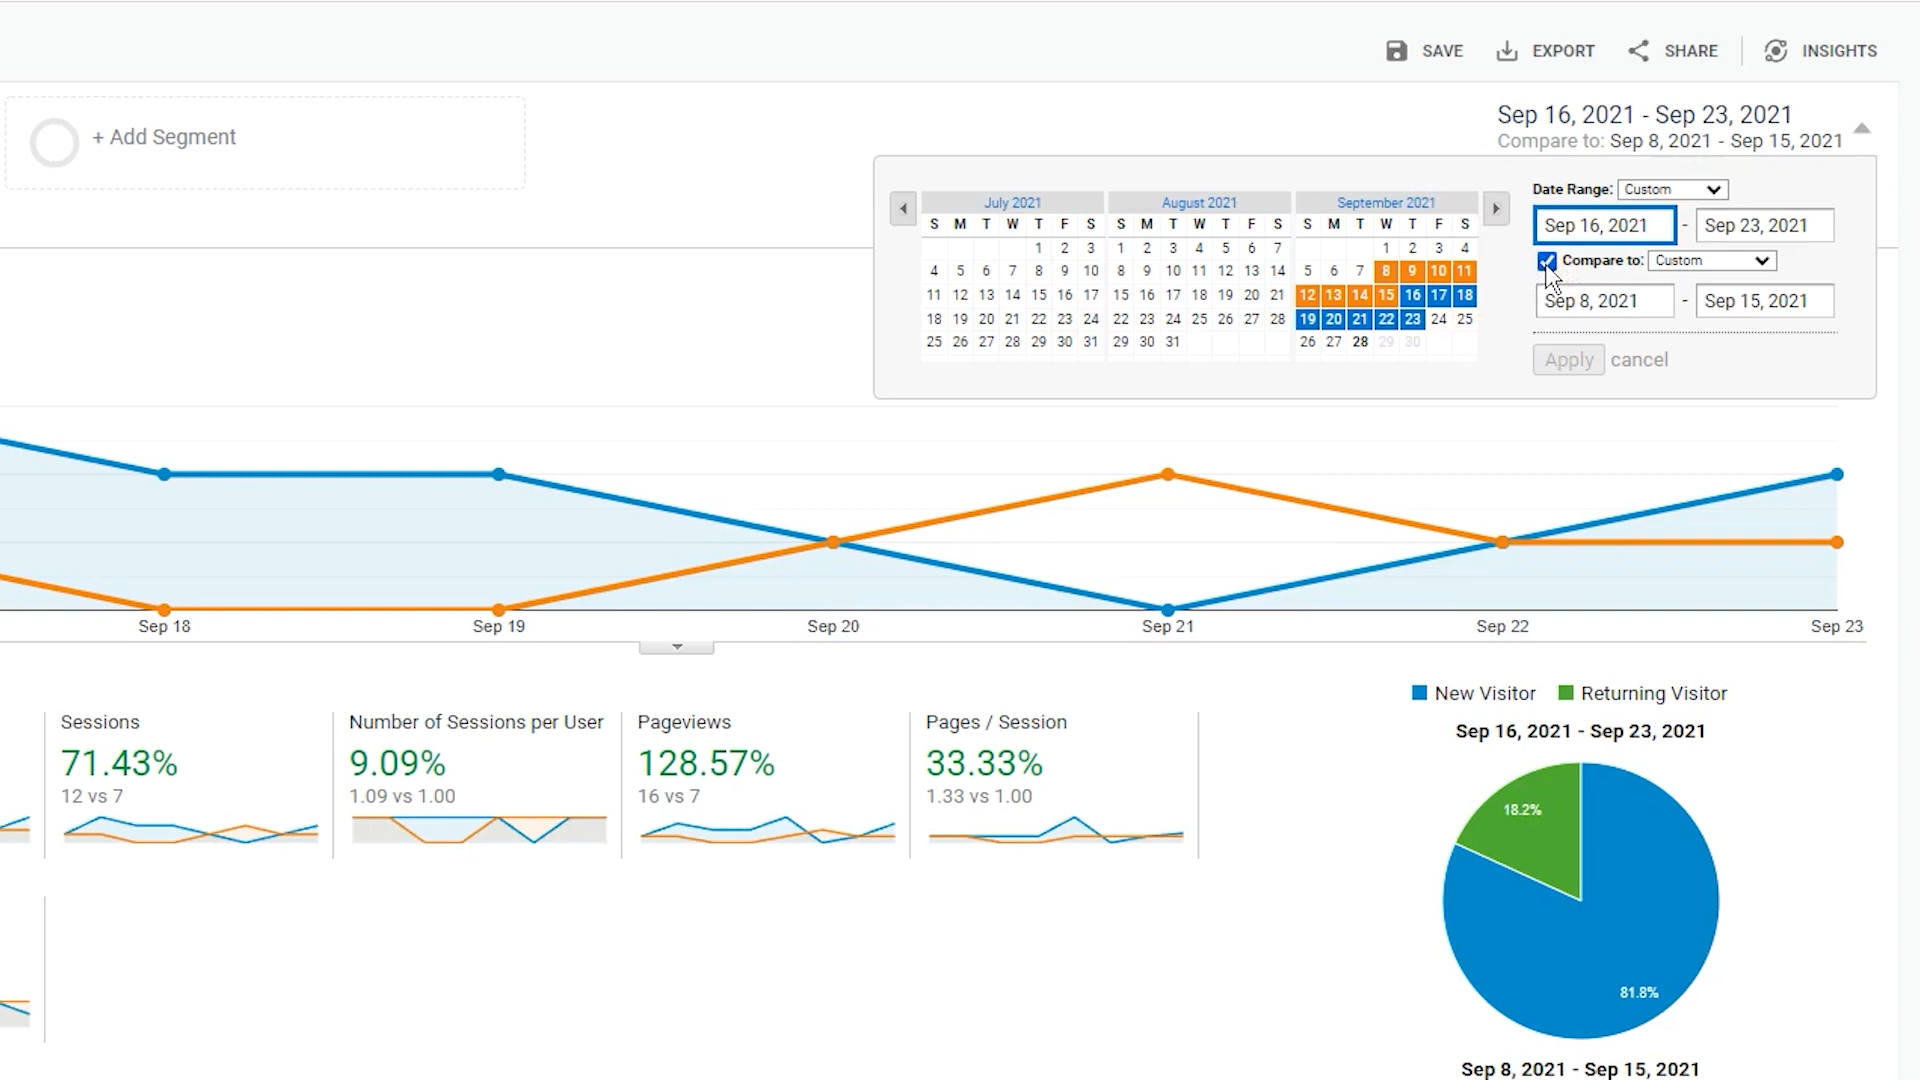 SAVE EXPORT SHARE INSIGHTS
+ Add Segment
Sep 16, 2021 - Sep 23, 2021
Compare to: Sep 8, 2021 - Sep 15, 2021
July 2021 August 2021 September 2021
S M T W T F S S M T W T F S S M T W T F S
1 2 3 1 2 3 4 5 6 7 1 2 3 4
4 5 6 7 8 9 10 8 9 10 11 12 13 14 5 6 7 8 9 10 11
11 12 13 14 15 16 17 15 16 17 18 19 20 21 12 13 14 15 16 17 18
18 19 20 21 22 23 24 22 23 24 25 26 27 28 19 20 21 22 23 24 25
25 26 27 28 29 30 31 29 30 31 26 27 28 29 30
Date Range: Custom
Sep 16, 2021 - Sep 23, 2021
Compare to: Custom
Sep 8, 2021 - Sep 15, 2021
Apply cancel
Sep 18 Sep 19 Sep 20 Sep 21 Sep 22 Sep 23
Sessions
71.43%
12 vs 7
Number of Sessions per User
9.09%
1.09 vs 1.00
Pageviews
128.57%
16 vs 7
Pages / Session
33.33%
1.33 vs 1.00
New Visitor Returning Visitor
Sep 16, 2021 - Sep 23, 2021
18.2%
81.8%
Sep 8, 2021 - Sep 15, 2021